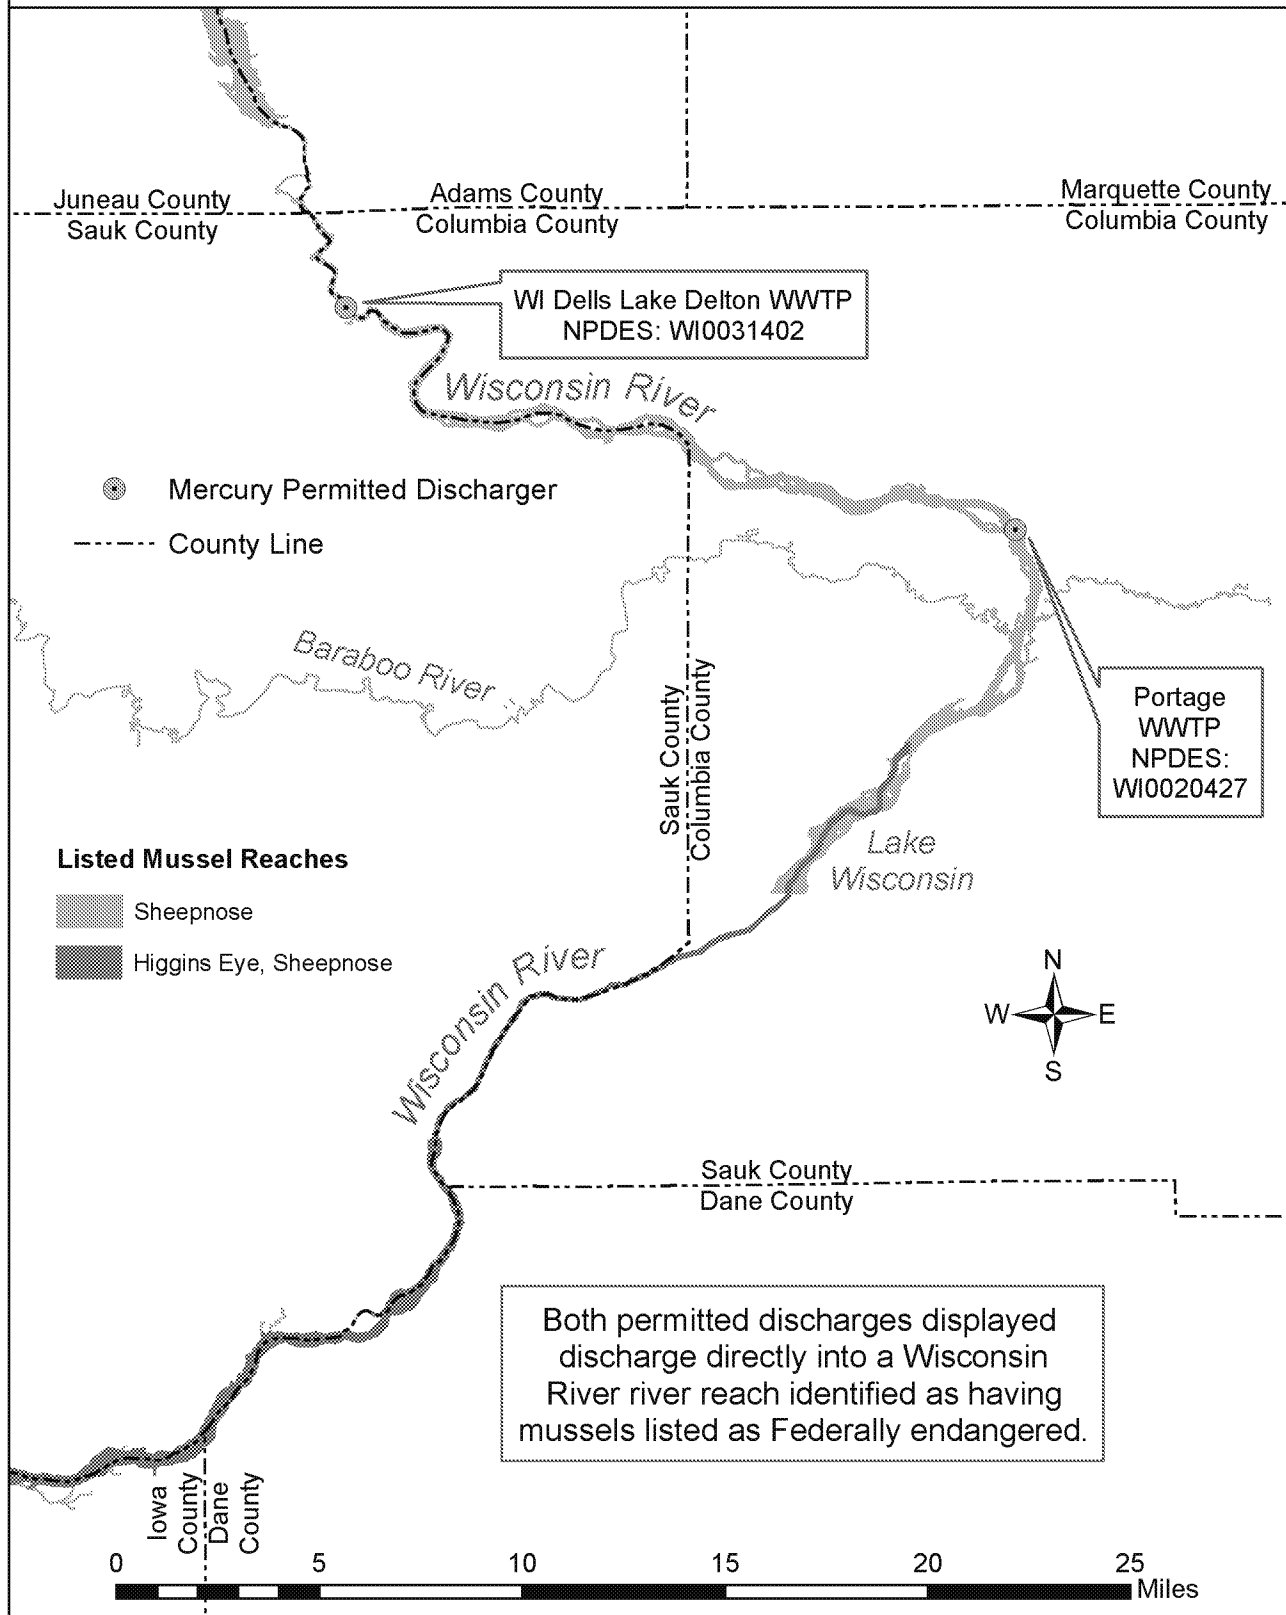 Juneau County
Sauk County
Adams County
Columbia County
Marquette County
Columbia County
WI Dells Lake Delton WWTP
NPDES: WI0031402
Wisconsin River
Mercury Permitted Discharger
County Line
Baraboo River
Sauk County
Columbia County
Portage
WWTP
NPDES:
WI0020427
Lake
Wisconsin
Listed Mussel Reaches
Sheepnose
Higgins Eye, Sheepnose
Wisconsin River
N
W
E
S
Sauk County
Dane County
Both permitted discharges displayed
discharge directly into a Wisconsin
River river reach identified as having
mussels listed as Federally endangered.
Iowa
County
Dane
County
0 5 10 15 20 25
Miles